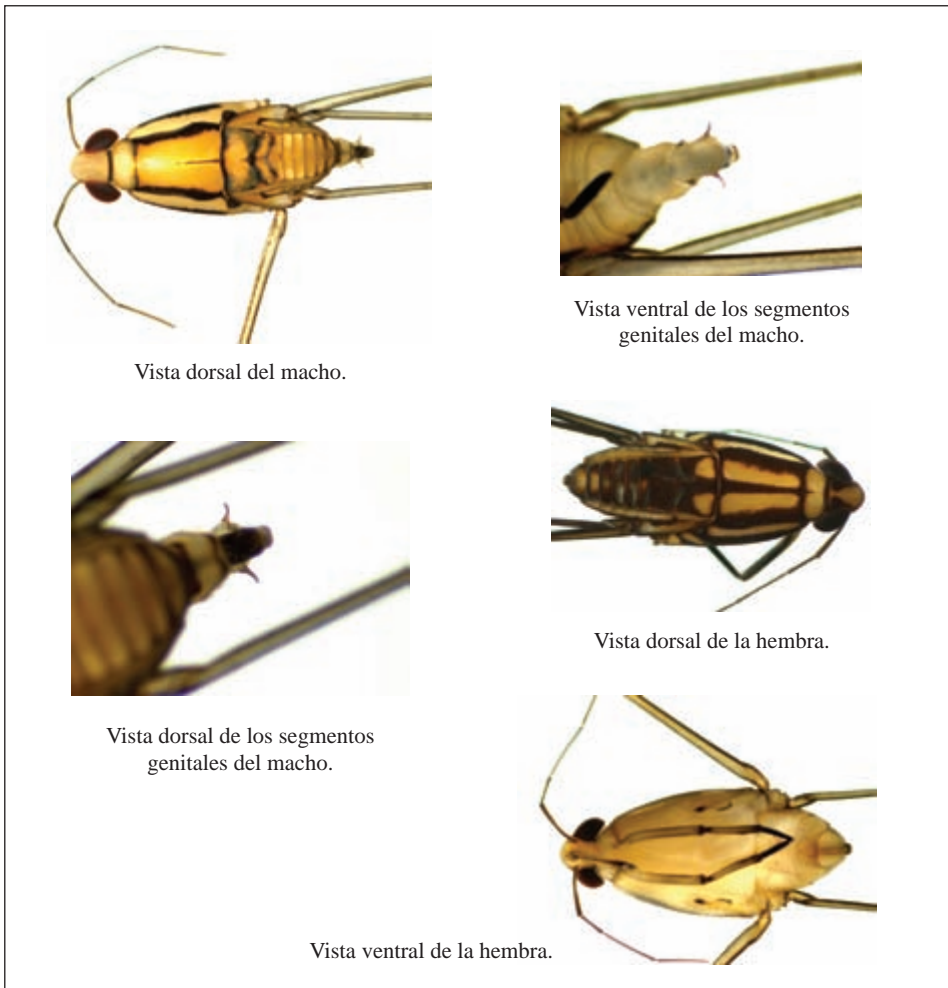 Vista dorsal del macho.
Vista ventral de los segmentos
genitales del macho.
Vista dorsal de los segmentos
genitales del macho.
Vista dorsal de la hembra.
Vista ventral de la hembra.